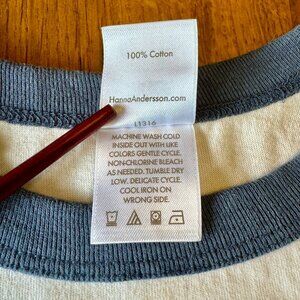 100% Cotton
HannaAndersson.com
L1316
MACHINE WASH COLD
INSIDE OUT WITH LIKE
COLORS GENTLE CYCLE.
NON-CHLORINE BLEACH
AS NEEDED. TUMBLE DRY
LOW. DELICATE CYCLE.
COOL IRON ON
WRONG SIDE.